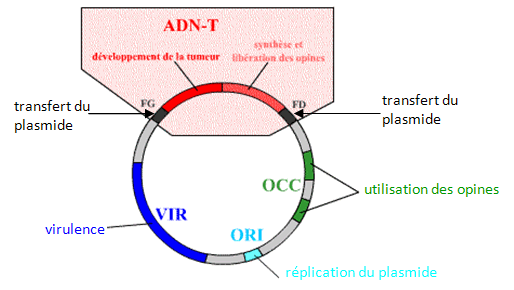 ADN-T
développement de la tumeur
synthèse et
libération des opines
FG
FD
transfert du
plasmide
transfert du
plasmide
OCC
utilisation des opines
VIR
virulence
ORI
réplication du plasmide